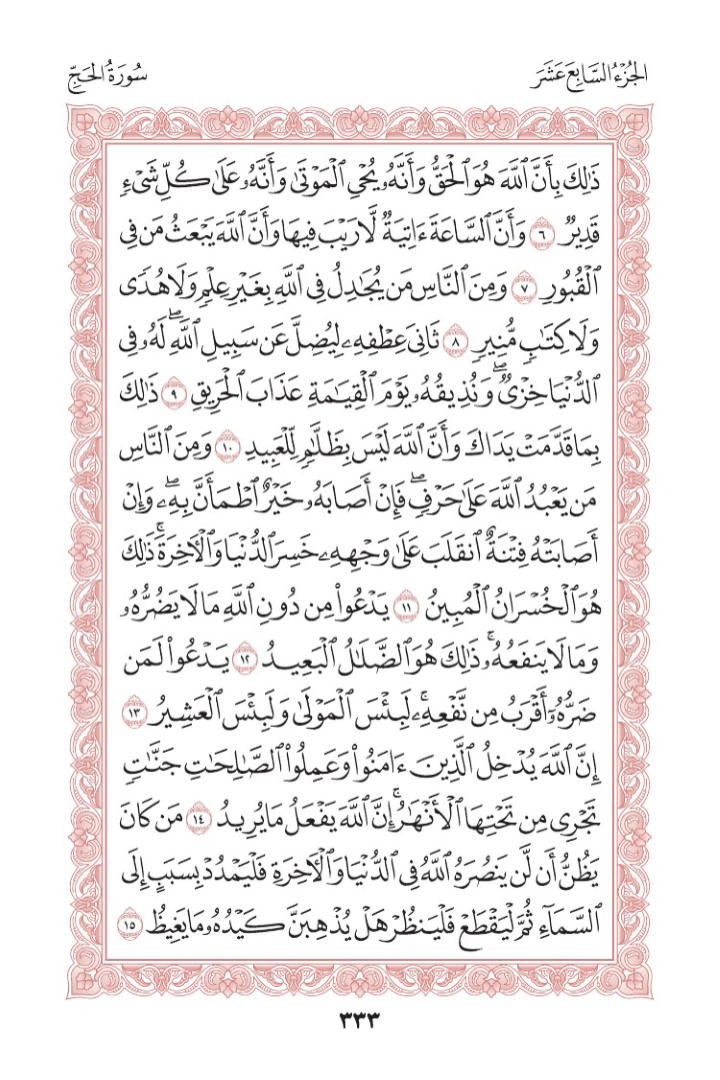 الجُزْءُ السَّابِعَ عَشَرَ
سُورَةُ الحَجِّ
ذَٰلِكَ بِأَنَّ ٱللَّهَ هُوَ ٱلْحَقُّ وَأَنَّهُۥ يُحْيِ ٱلْمَوْتَىٰ وَأَنَّهُۥ عَلَىٰ كُلِّ شَىْءٍ
قَدِيرٌ ٦ وَأَنَّ ٱلسَّاعَةَ ءَاتِيَةٌ لَّا رَيْبَ فِيهَا وَأَنَّ ٱللَّهَ يَبْعَثُ مَن فِى
ٱلْقُبُورِ ٧ وَمِنَ ٱلنَّاسِ مَن يُجَٰدِلُ فِى ٱللَّهِ بِغَيْرِ عِلْمٍ وَلَا هُدًى
وَلَا كِتَٰبٍ مُّنِيرٍ ٨ ثَانِىَ عِطْفِهِۦ لِيُضِلَّ عَن سَبِيلِ ٱللَّهِۖ لَهُۥ فِى
ٱلدُّنْيَا خِزْىٌۖ وَنُذِيقُهُۥ يَوْمَ ٱلْقِيَٰمَةِ عَذَابَ ٱلْحَرِيقِ ٩ ذَٰلِكَ
بِمَا قَدَّمَتْ يَدَاكَ وَأَنَّ ٱللَّهَ لَيْسَ بِظَلَّٰمٍ لِّلْعَبِيدِ ١٠ وَمِنَ ٱلنَّاسِ
مَن يَعْبُدُ ٱللَّهَ عَلَىٰ حَرْفٍۖ فَإِنْ أَصَابَهُۥ خَيْرٌ ٱطْمَأَنَّ بِهِۦۖ وَإِنْ
أَصَابَتْهُ فِتْنَةٌ ٱنقَلَبَ عَلَىٰ وَجْهِهِۦ خَسِرَ ٱلدُّنْيَا وَٱلْءَاخِرَةَۚ ذَٰلِكَ
هُوَ ٱلْخُسْرَانُ ٱلْمُبِينُ ١١ يَدْعُوا۟ مِن دُونِ ٱللَّهِ مَا لَا يَضُرُّهُۥ
وَمَا لَا يَنفَعُهُۥۚ ذَٰلِكَ هُوَ ٱلضَّلَٰلُ ٱلْبَعِيدُ ١٢ يَدْعُوا۟ لَمَن
ضَرُّهُۥٓ أَقْرَبُ مِن نَّفْعِهِۦۚ لَبِئْسَ ٱلْمَوْلَىٰ وَلَبِئْسَ ٱلْعَشِيرُ ١٣
إِنَّ ٱللَّهَ يُدْخِلُ ٱلَّذِينَ ءَامَنُوا۟ وَعَمِلُوا۟ ٱلصَّٰلِحَٰتِ جَنَّٰتٍ
تَجْرِى مِن تَحْتِهَا ٱلْأَنْهَٰرُۚ إِنَّ ٱللَّهَ يَفْعَلُ مَا يُرِيدُ ١٤ مَن كَانَ
يَظُنُّ أَن لَّن يَنصُرَهُ ٱللَّهُ فِى ٱلدُّنْيَا وَٱلْءَاخِرَةِ فَلْيَمْدُدْ بِسَبَبٍ إِلَى
ٱلسَّمَآءِ ثُمَّ لْيَقْطَعْ فَلْيَنظُرْ هَلْ يُذْهِبَنَّ كَيْدُهُۥ مَا يَغِيظُ ١٥
٣٣٣